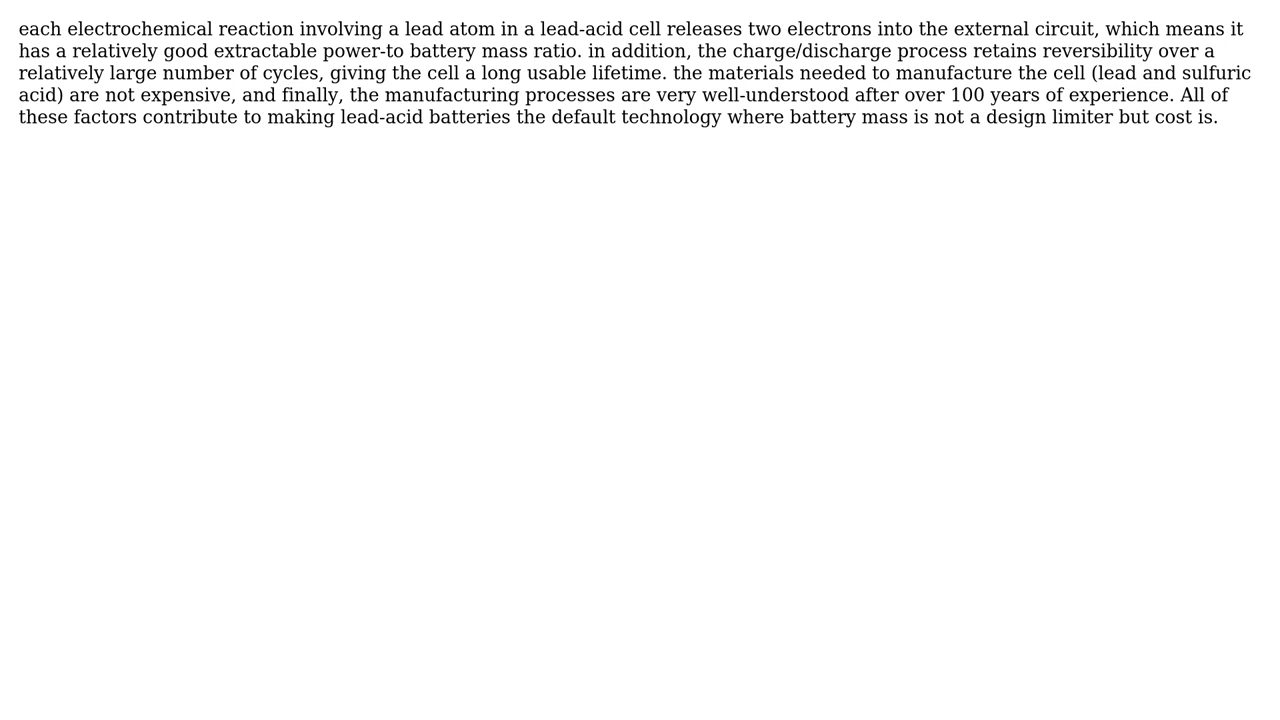 each electrochemical reaction involving a lead atom in a lead-acid cell releases two electrons into the external circuit, which means it
has a relatively good extractable power-to battery mass ratio. in addition, the charge/discharge process retains reversibility over a
relatively large number of cycles, giving the cell a long usable lifetime. the materials needed to manufacture the cell (lead and sulfuric
acid) are not expensive, and finally, the manufacturing processes are very well-understood after over 100 years of experience. All of
these factors contribute to making lead-acid batteries the default technology where battery mass is not a design limiter but cost is.